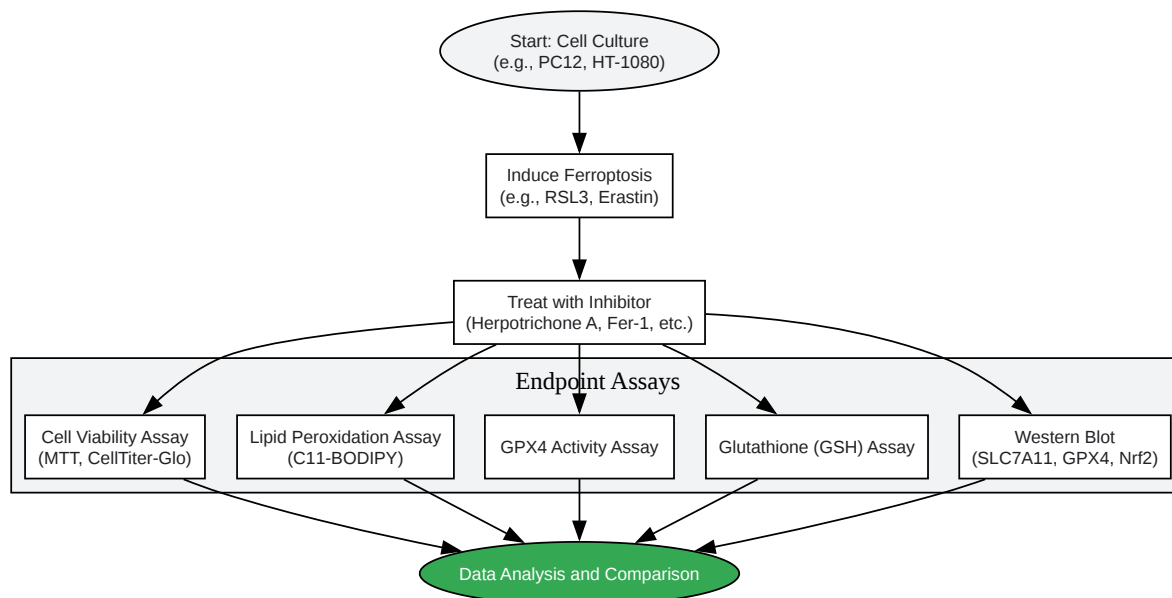 Start: Cell Culture
(e.g., PC12, HT-1080)
Induce Ferroptosis
(e.g., RSL3, Erastin)
Treat with Inhibitor
(Herpotrichone A, Fer-1, etc.)
Endpoint Assays
Cell Viability Assay
(MTT, CellTiter-Glo)
Lipid Peroxidation Assay
(C11-BODIPY)
GPX4 Activity Assay
Glutathione (GSH) Assay
Western Blot
(SLC7A11, GPX4, Nrf2)
Data Analysis and Comparison